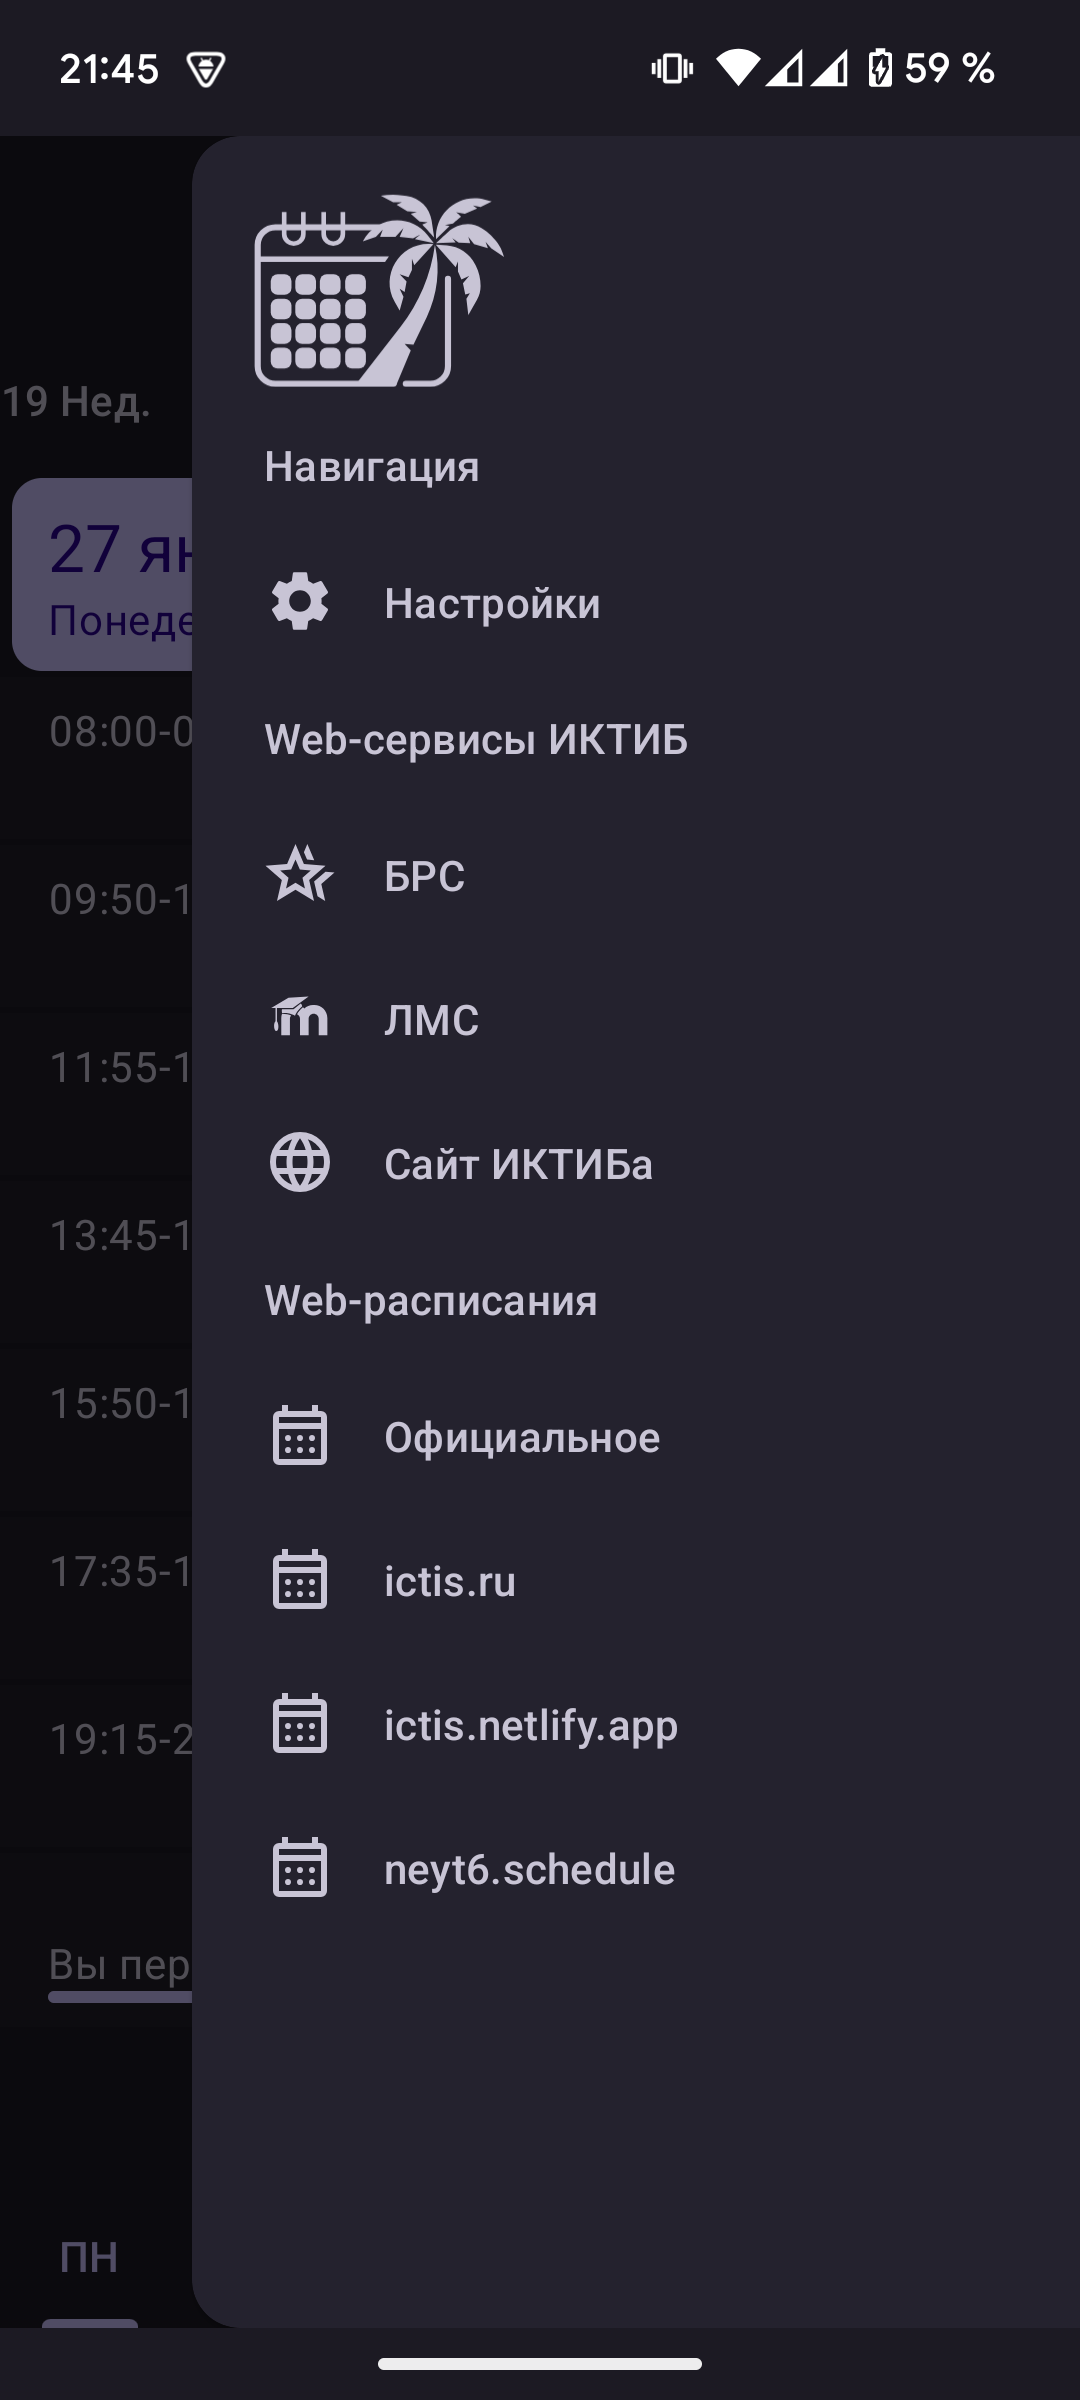 21:45
59 %
19 Нед.
27 ян
Понеде
08:00-0
09:50-1
11:55-1
13:45-1
15:50-1
17:35-1
19:15-2
Вы пер
ПН
Навигация
Настройки
Web-сервисы ИКТИБ
БРС
ЛМС
Сайт ИКТИБа
Web-расписания
Официальное
ictis.ru
ictis.netlify.app
neyt6.schedule